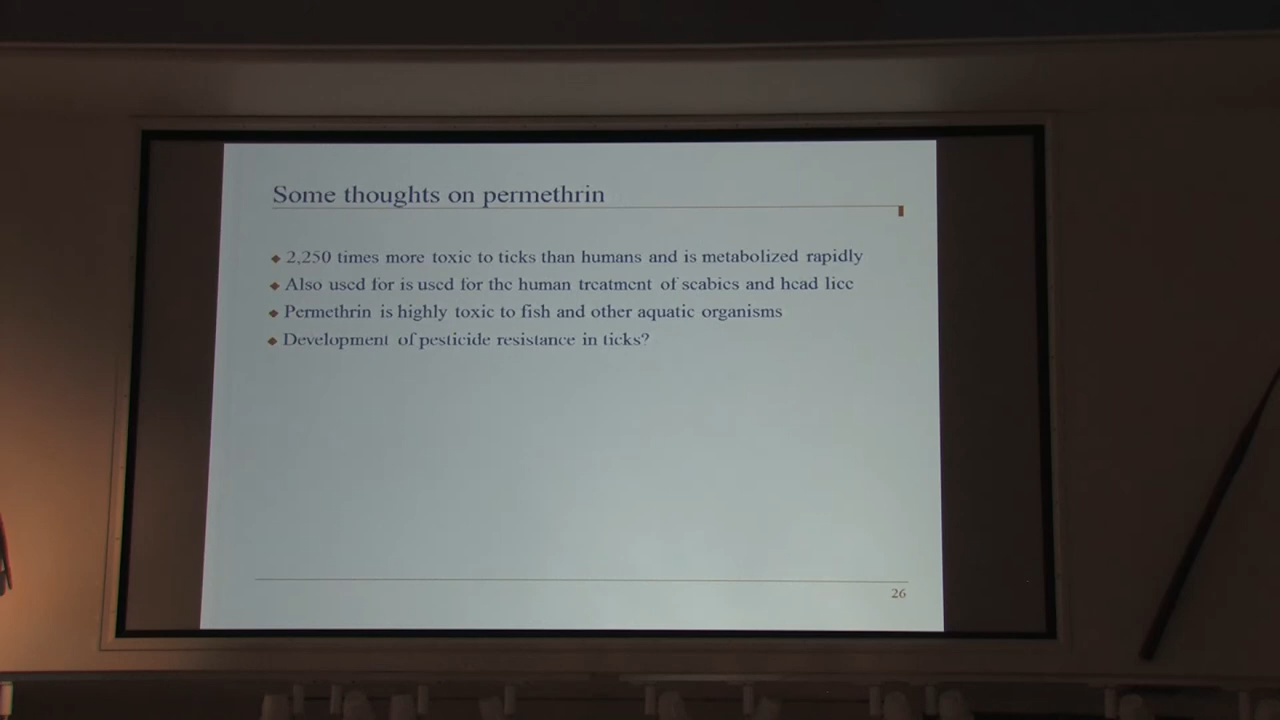 Some thoughts on permethrin
◆ 2,250 times more toxic to ticks than humans and is metabolized rapidly
◆ Also used for is used for the human treatment of scabies and head lice
◆ Permethrin is highly toxic to fish and other aquatic organisms
◆ Development of pesticide resistance in ticks?
26